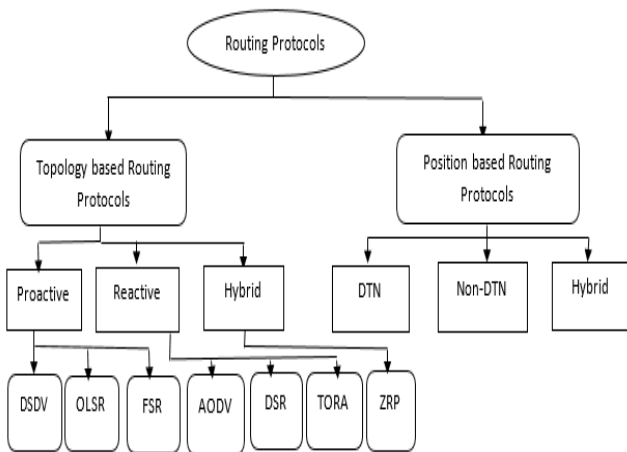 Routing Protocols
Topology based Routing
Protocols
Position based Routing
Protocols
Proactive
Reactive
Hybrid
DTN
Non-DTN
Hybrid
DSDV
OLSR
FSR
AODV
DSR
TORA
ZRP